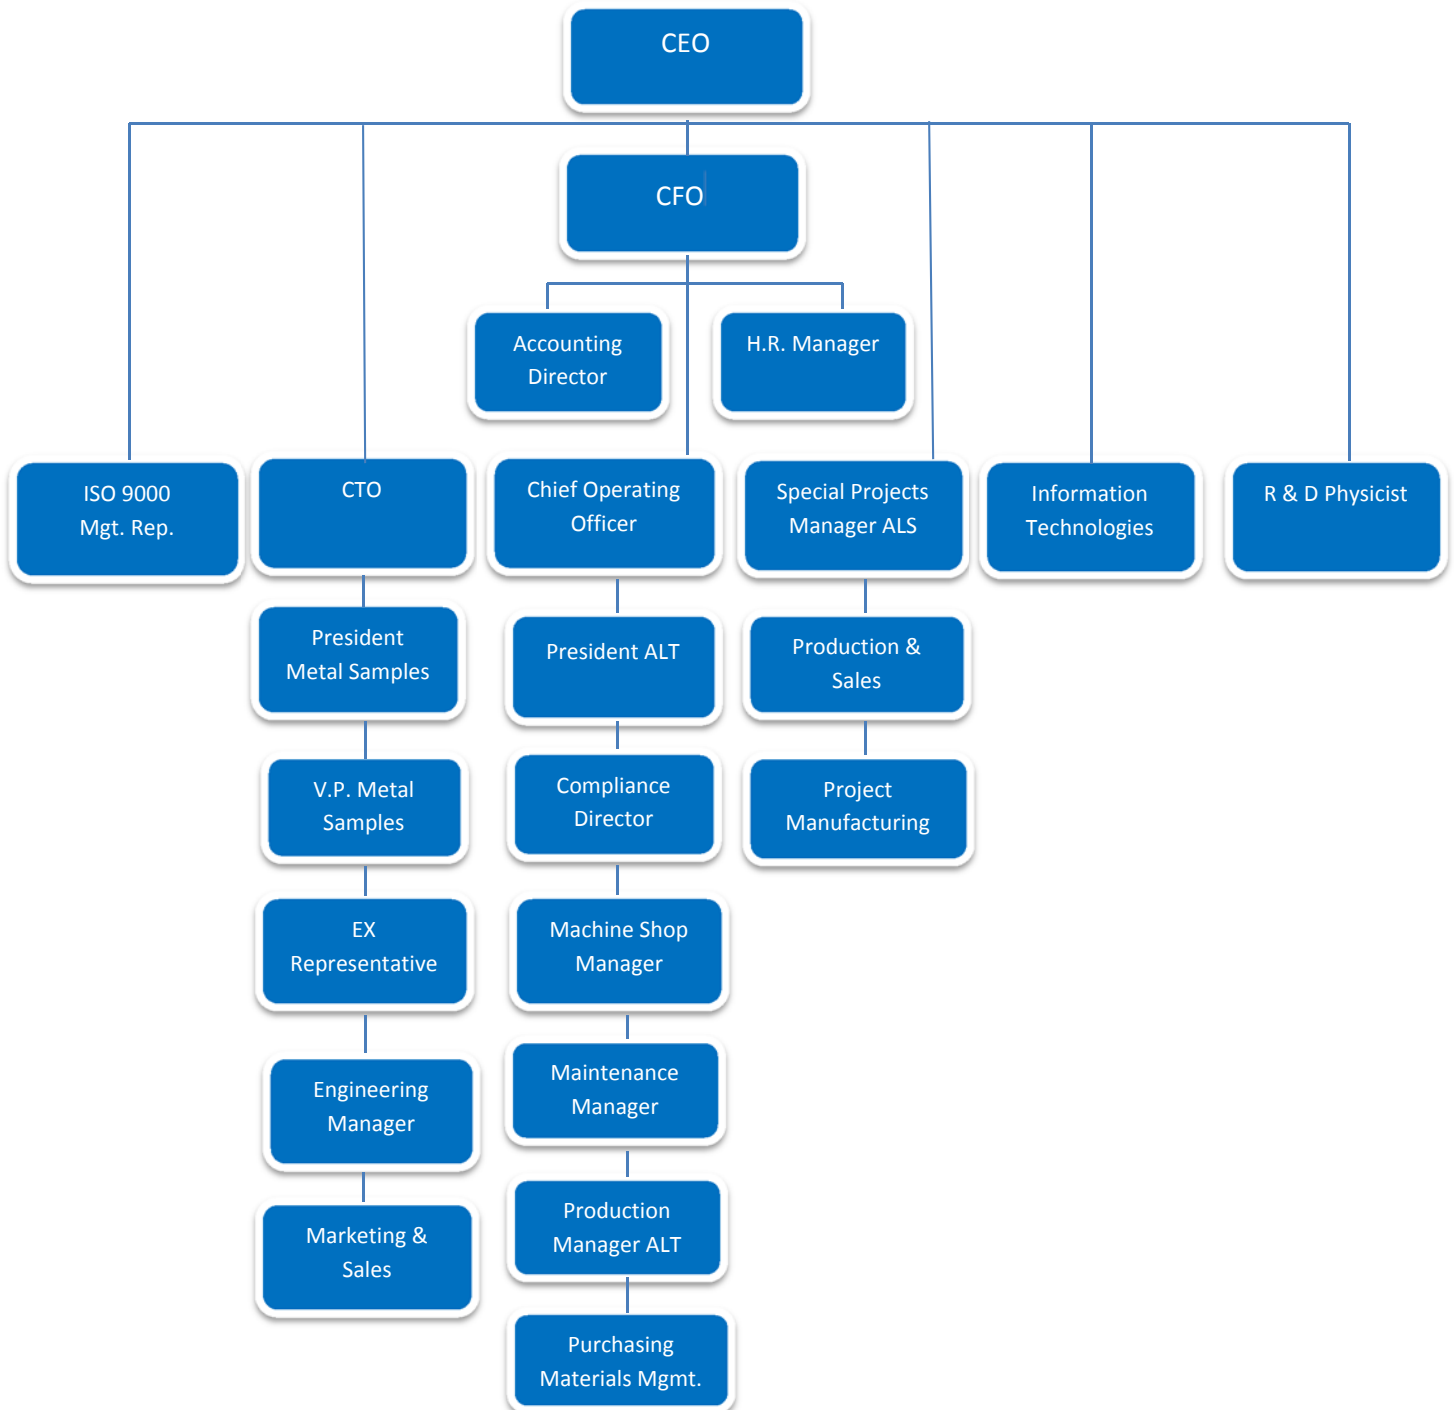 CEO
CFO
Accounting
Director
H.R. Manager
ISO 9000
Mgt. Rep.
CTO
Chief Operating
Officer
Special Projects
Manager ALS
Information
Technologies
R & D Physicist
President
Metal Samples
President ALT
Production &
Sales
V.P. Metal
Samples
Compliance
Director
Project
Manufacturing
EX
Representative
Machine Shop
Manager
Engineering
Manager
Maintenance
Manager
Marketing &
Sales
Production
Manager ALT
Purchasing
Materials Mgmt.